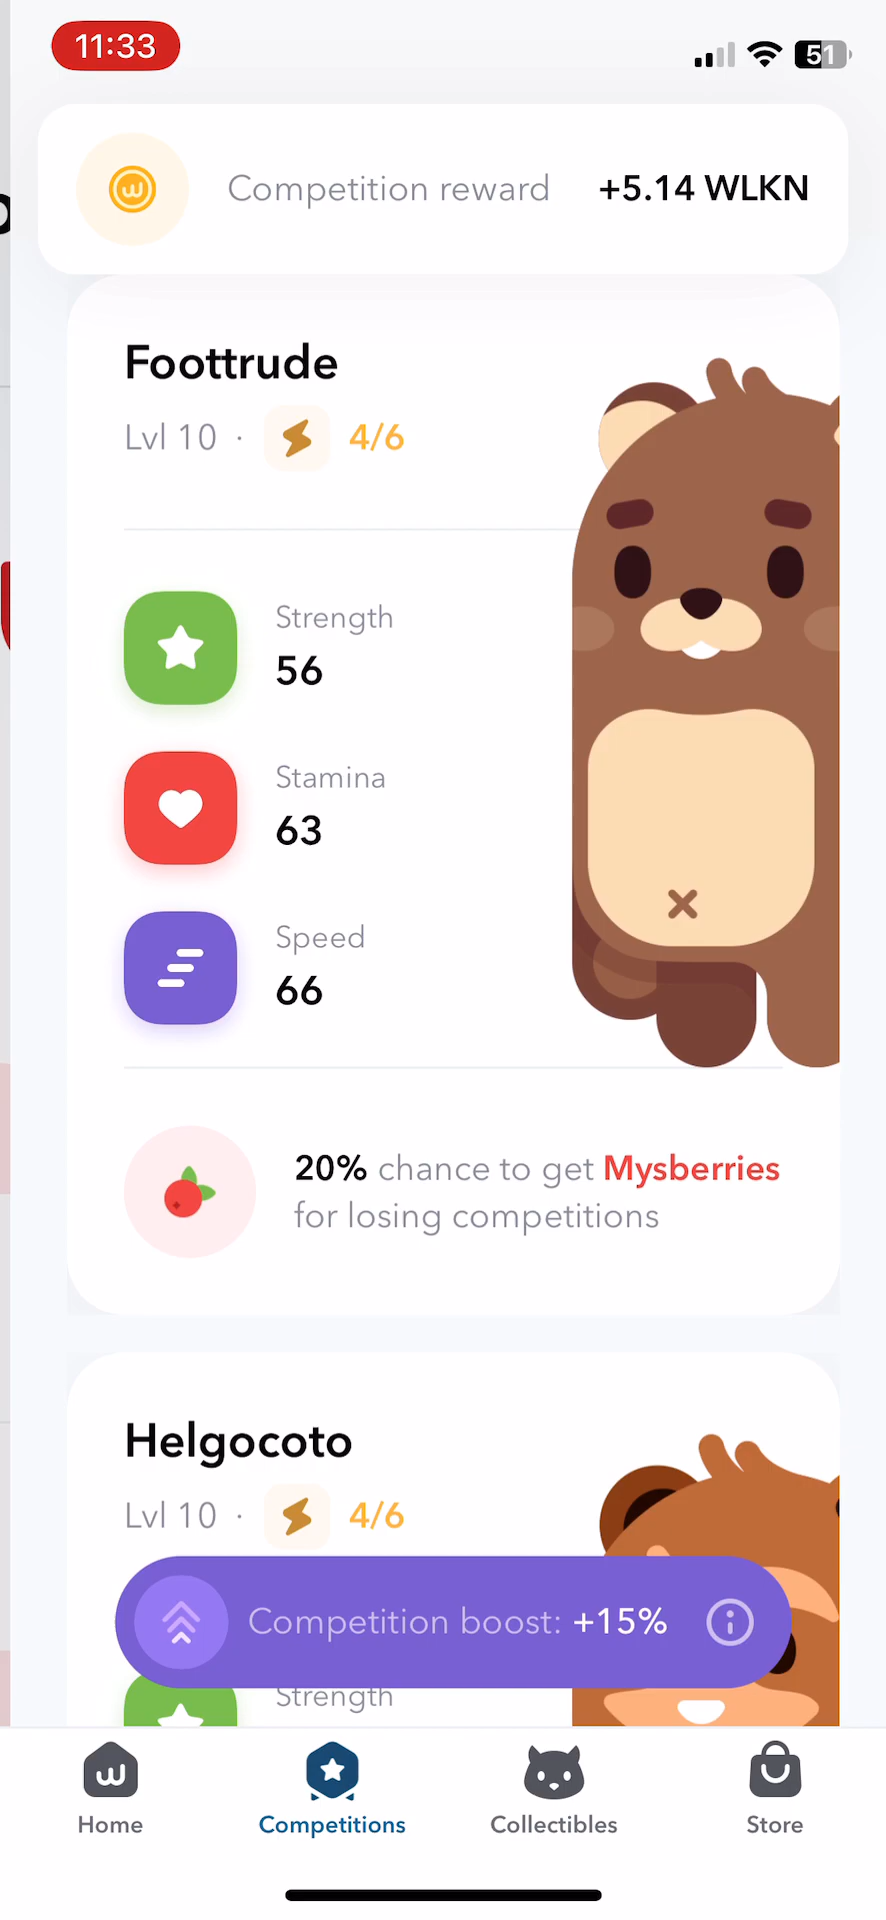 11:33
51
Competition reward +5.14 WLKN
Foottrude
Lvl 10 · 4/6
Strength
56
Stamina
63
Speed
66
20% chance to get Mysberries
for losing competitions
Helgocoto
Lvl 10 · 4/6
Competition boost: +15%
Strength
Home
Competitions
Collectibles
Store